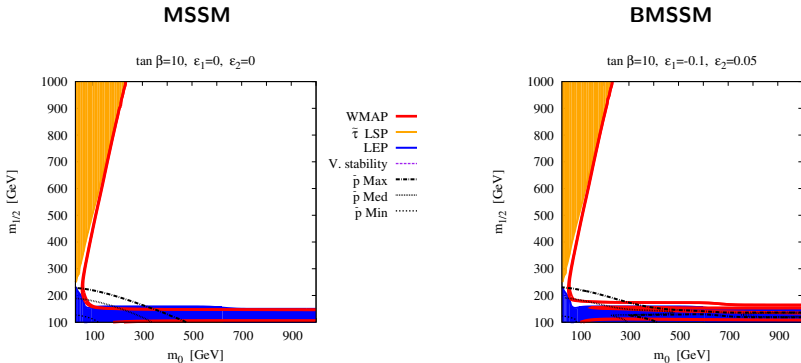 MSSM
BMSSM
tan β=10, ε₁=0, ε₂=0
tan β=10, ε₁=-0.1, ε₂=0.05
m₁/₂ [GeV]
1000
900
800
700
600
500
400
300
200
100
100
300
500
700
900
m₀ [GeV]
WMAP
τ̃ LSP
LEP
V. stability
p̄ Max
p̄ Med
p̄ Min
m₁/₂ [GeV]
1000
900
800
700
600
500
400
300
200
100
100
300
500
700
900
m₀ [GeV]